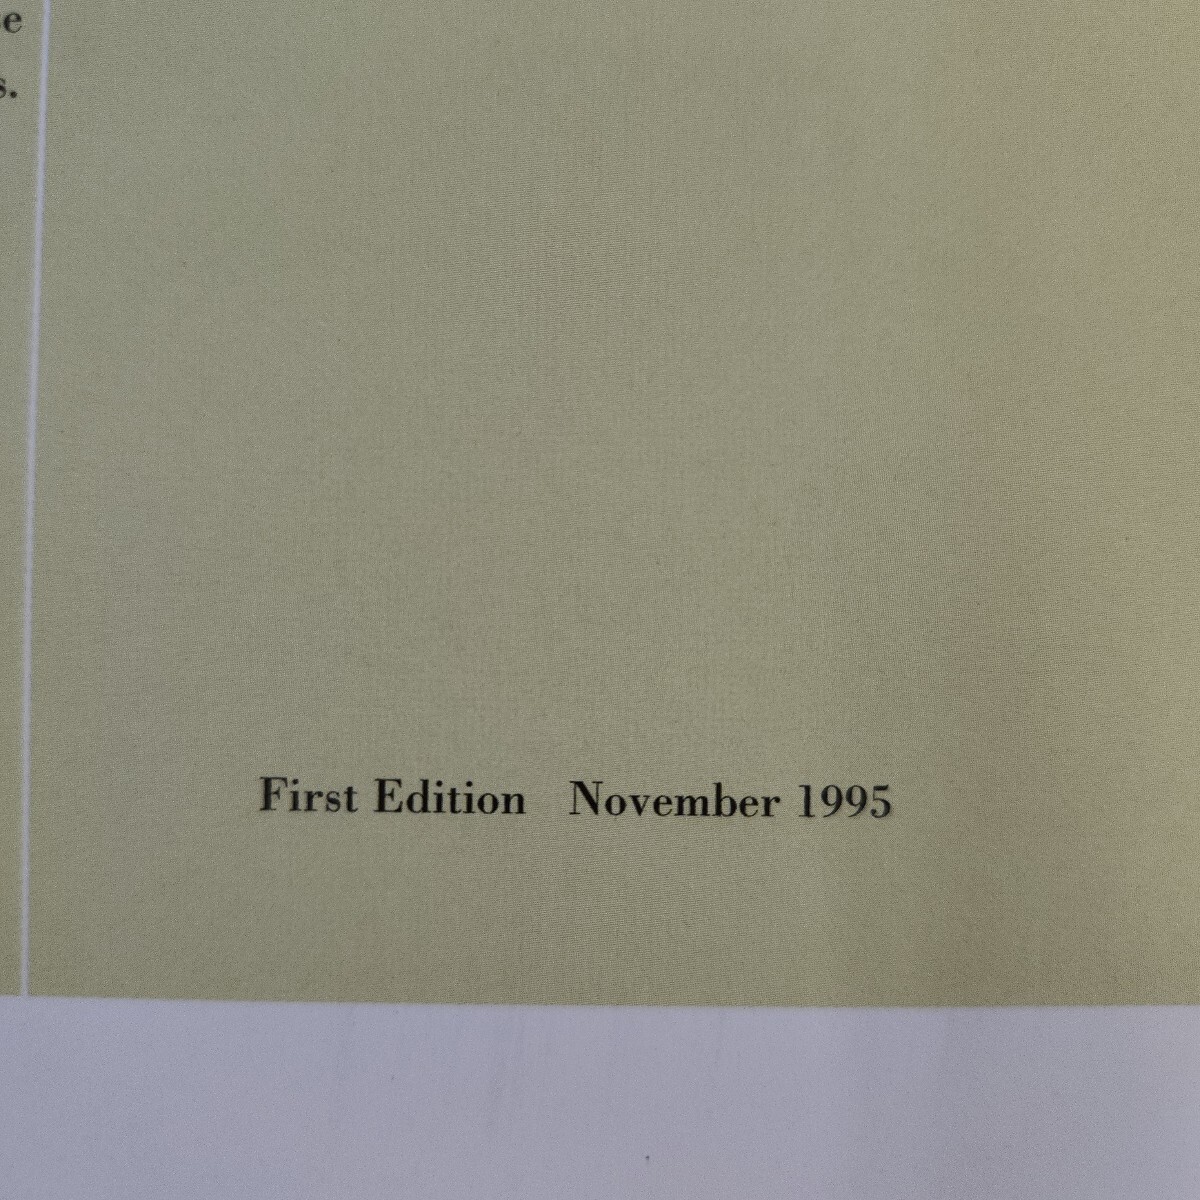 s.
First Edition November 1995